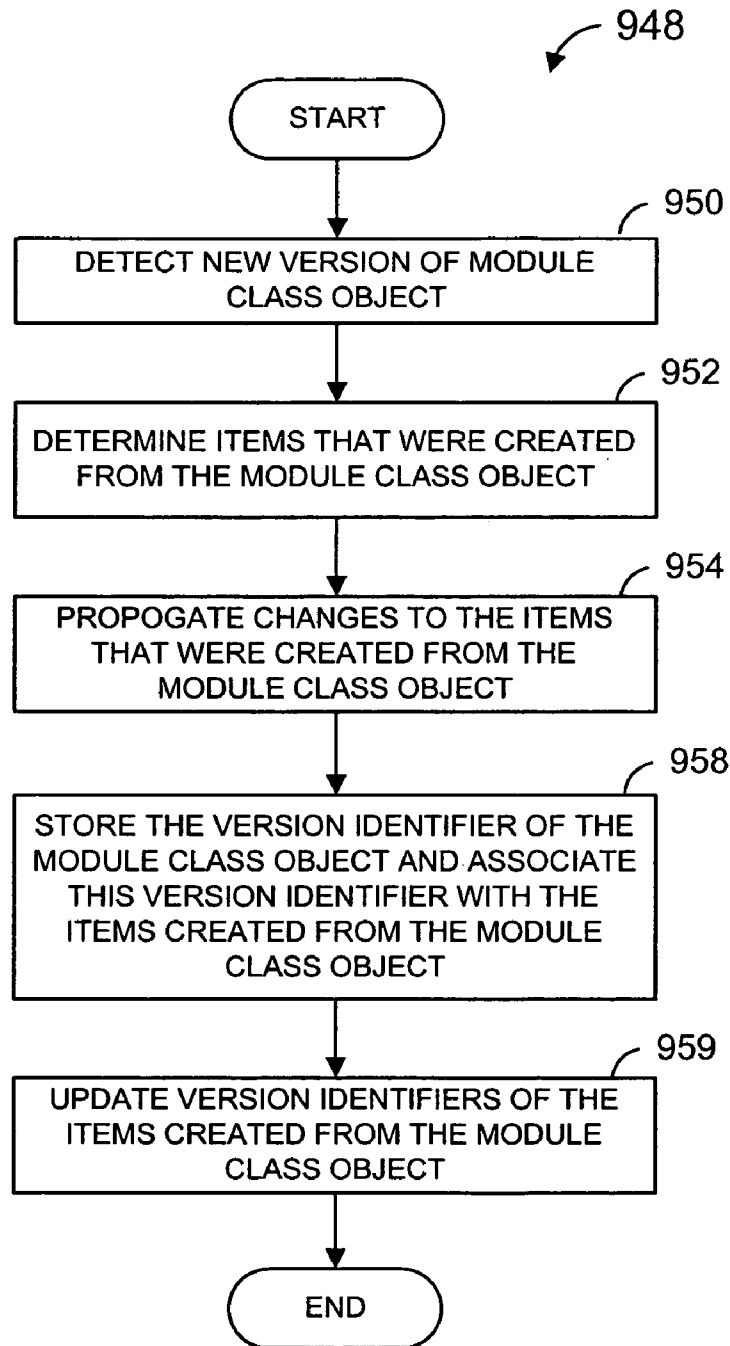 948
START
950
DETECT NEW VERSION OF MODULE
CLASS OBJECT
952
DETERMINE ITEMS THAT WERE CREATED
FROM THE MODULE CLASS OBJECT
954
PROPOGATE CHANGES TO THE ITEMS
THAT WERE CREATED FROM THE
MODULE CLASS OBJECT
958
STORE THE VERSION IDENTIFIER OF THE
MODULE CLASS OBJECT AND ASSOCIATE
THIS VERSION IDENTIFIER WITH THE
ITEMS CREATED FROM THE MODULE
CLASS OBJECT
959
UPDATE VERSION IDENTIFIERS OF THE
ITEMS CREATED FROM THE MODULE
CLASS OBJECT
END